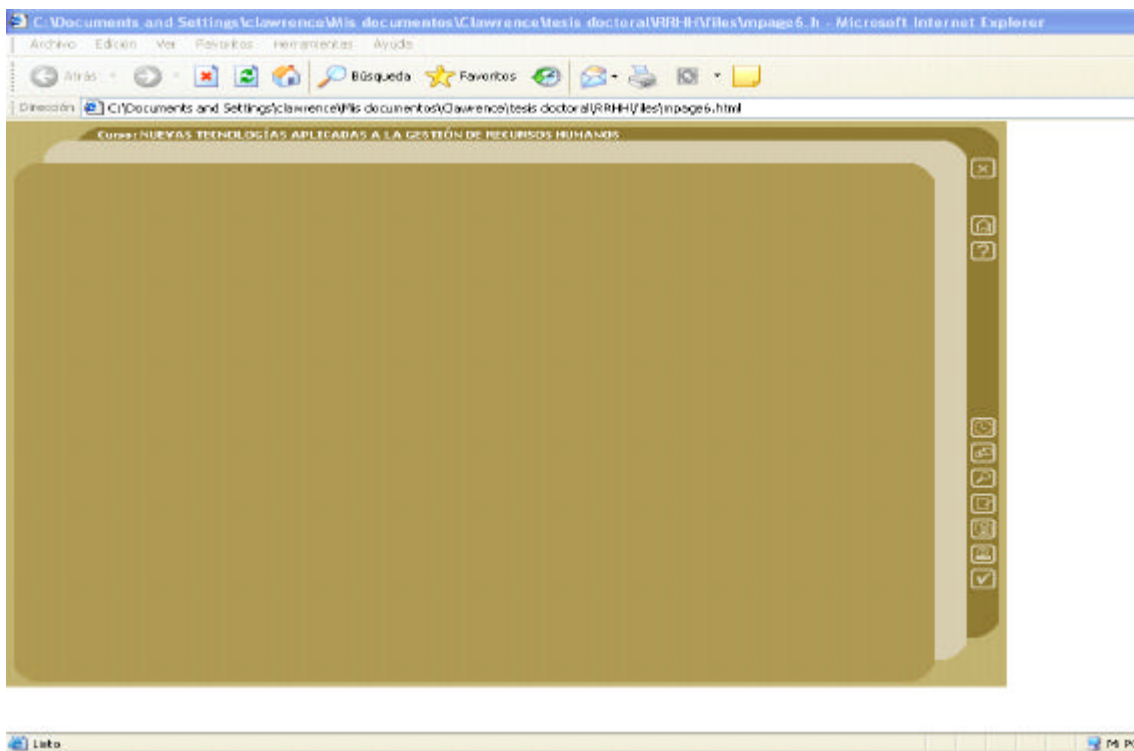 C:\Documents and Settings\clawrence\Mis documentos\Clawrence\tesis doctoral\RRHH\files\mpage6.h - Microsoft Internet Explorer
Archivo Edición Ver Favoritos Herramientas Ayuda
Atrás Búsqueda Favoritos
Dirección C:\Documents and Settings\clawrence\Mis documentos\Clawrence\tesis doctoral\RRHH\files\mpage6.html
Curso: NUEVAS TECNOLOGÍAS APLICADAS A LA GESTIÓN DE RECURSOS HUMANOS
?
Listo